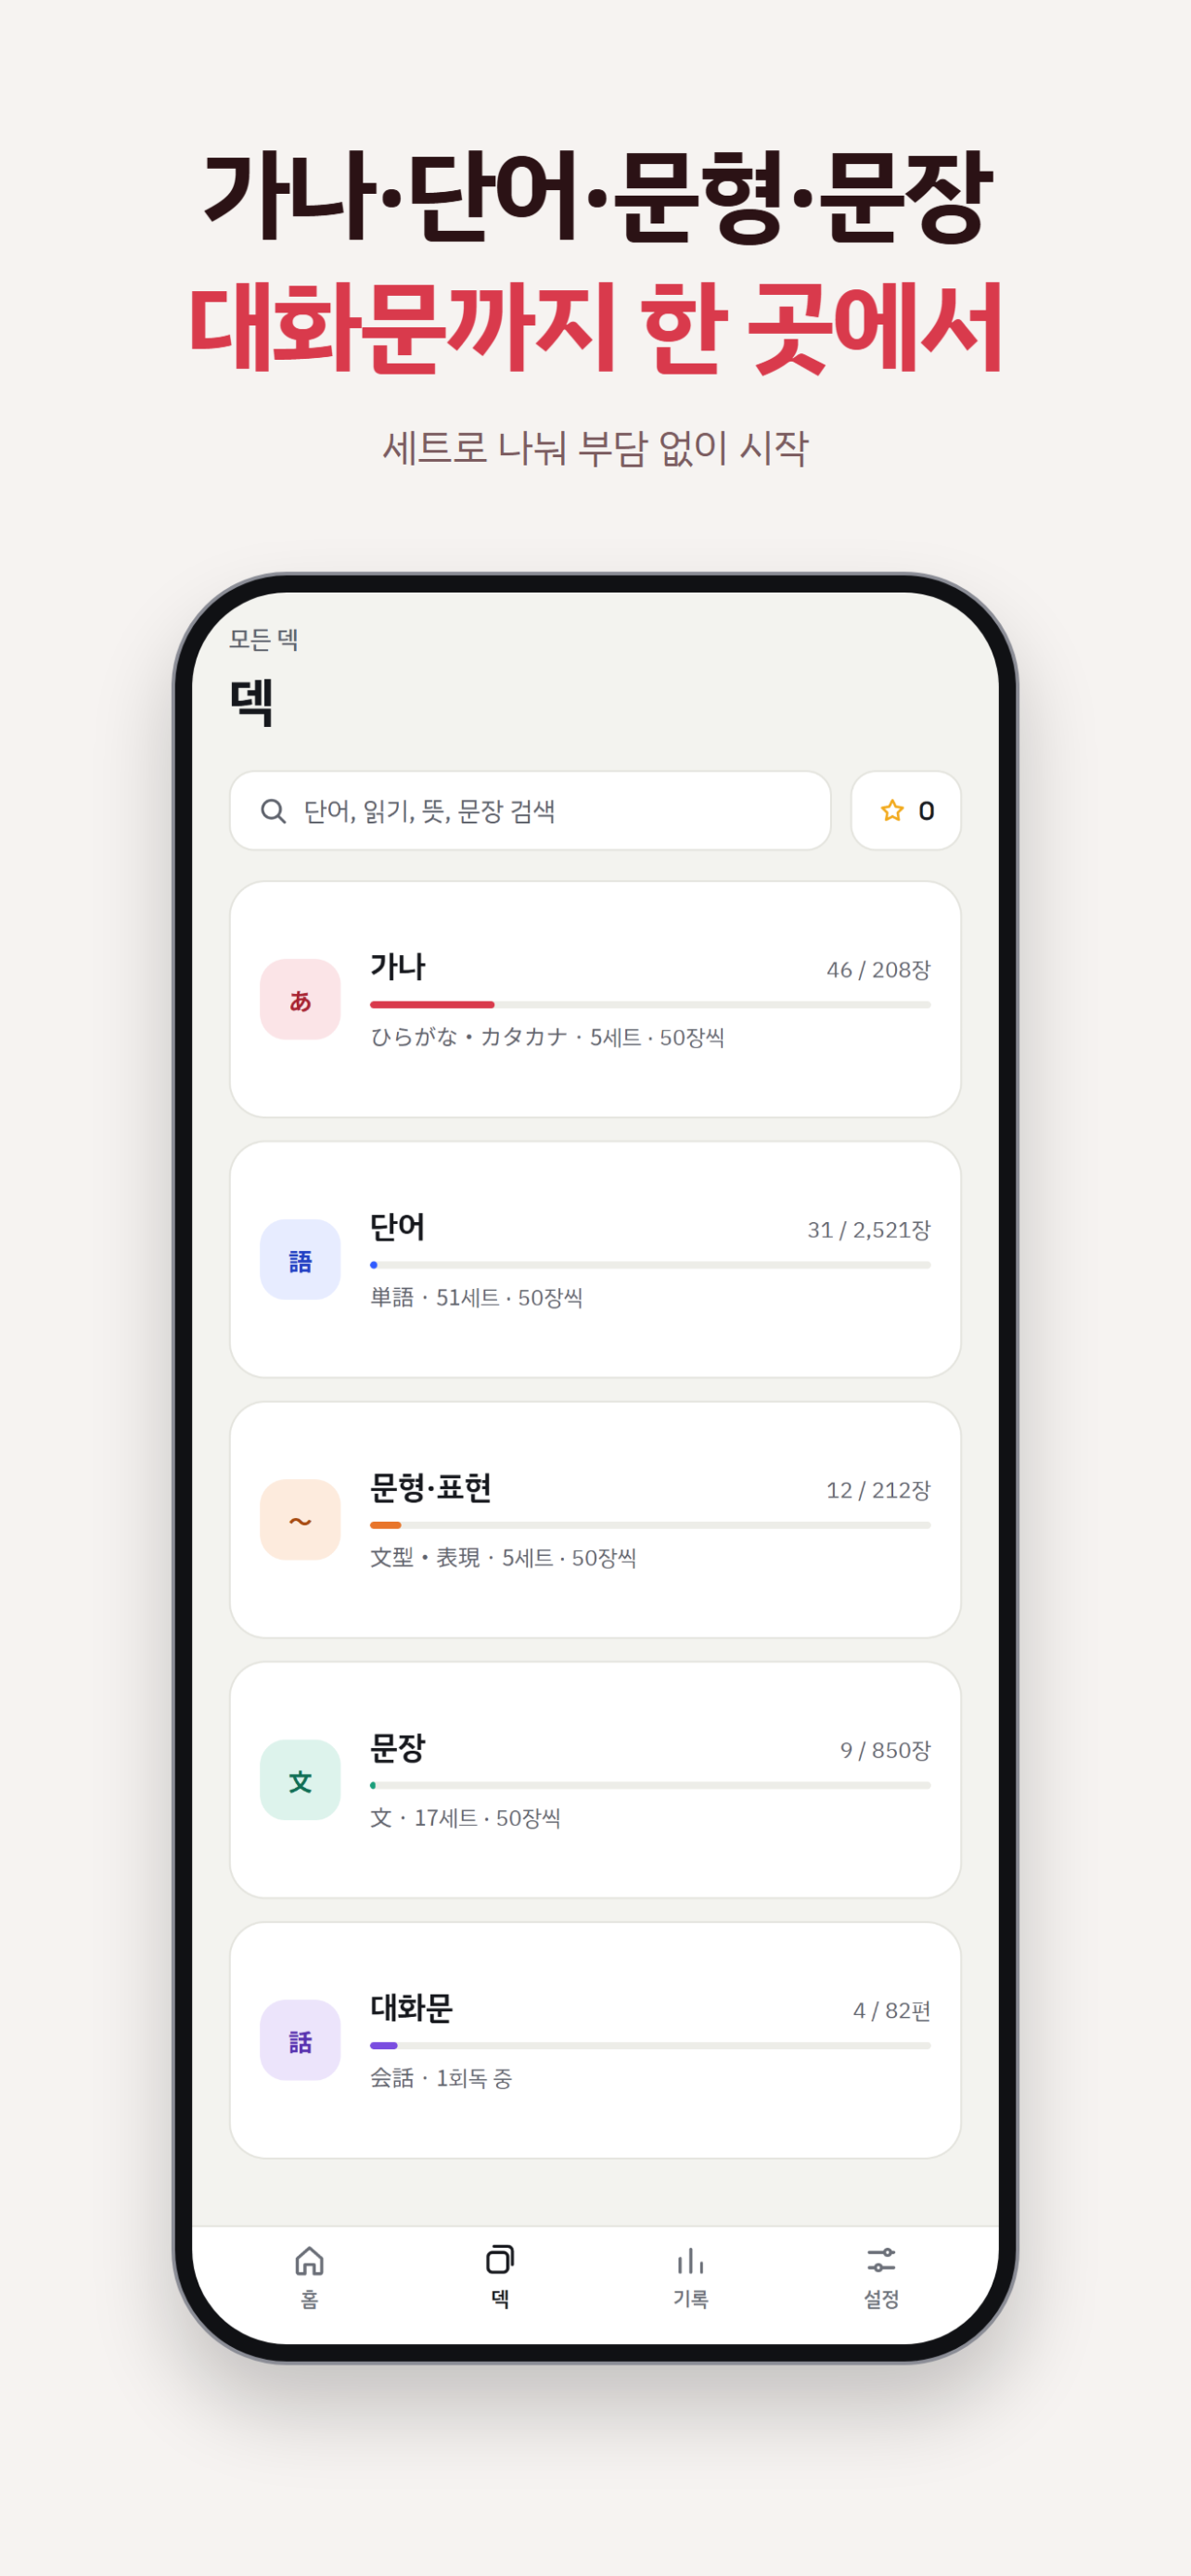 가나·단어·문형·문장
대화문까지 한 곳에서
세트로 나눠 부담 없이 시작
모든 덱
덱
단어, 읽기, 뜻, 문장 검색
0
あ
가나
46 / 208장
ひらがな・カタカナ · 5세트 · 50장씩
語
단어
31 / 2,521장
単語 · 51세트 · 50장씩
〜
문형·표현
12 / 212장
文型・表現 · 5세트 · 50장씩
文
문장
9 / 850장
文 · 17세트 · 50장씩
話
대화문
4 / 82편
会話 · 1회독 중
홈
덱
기록
설정